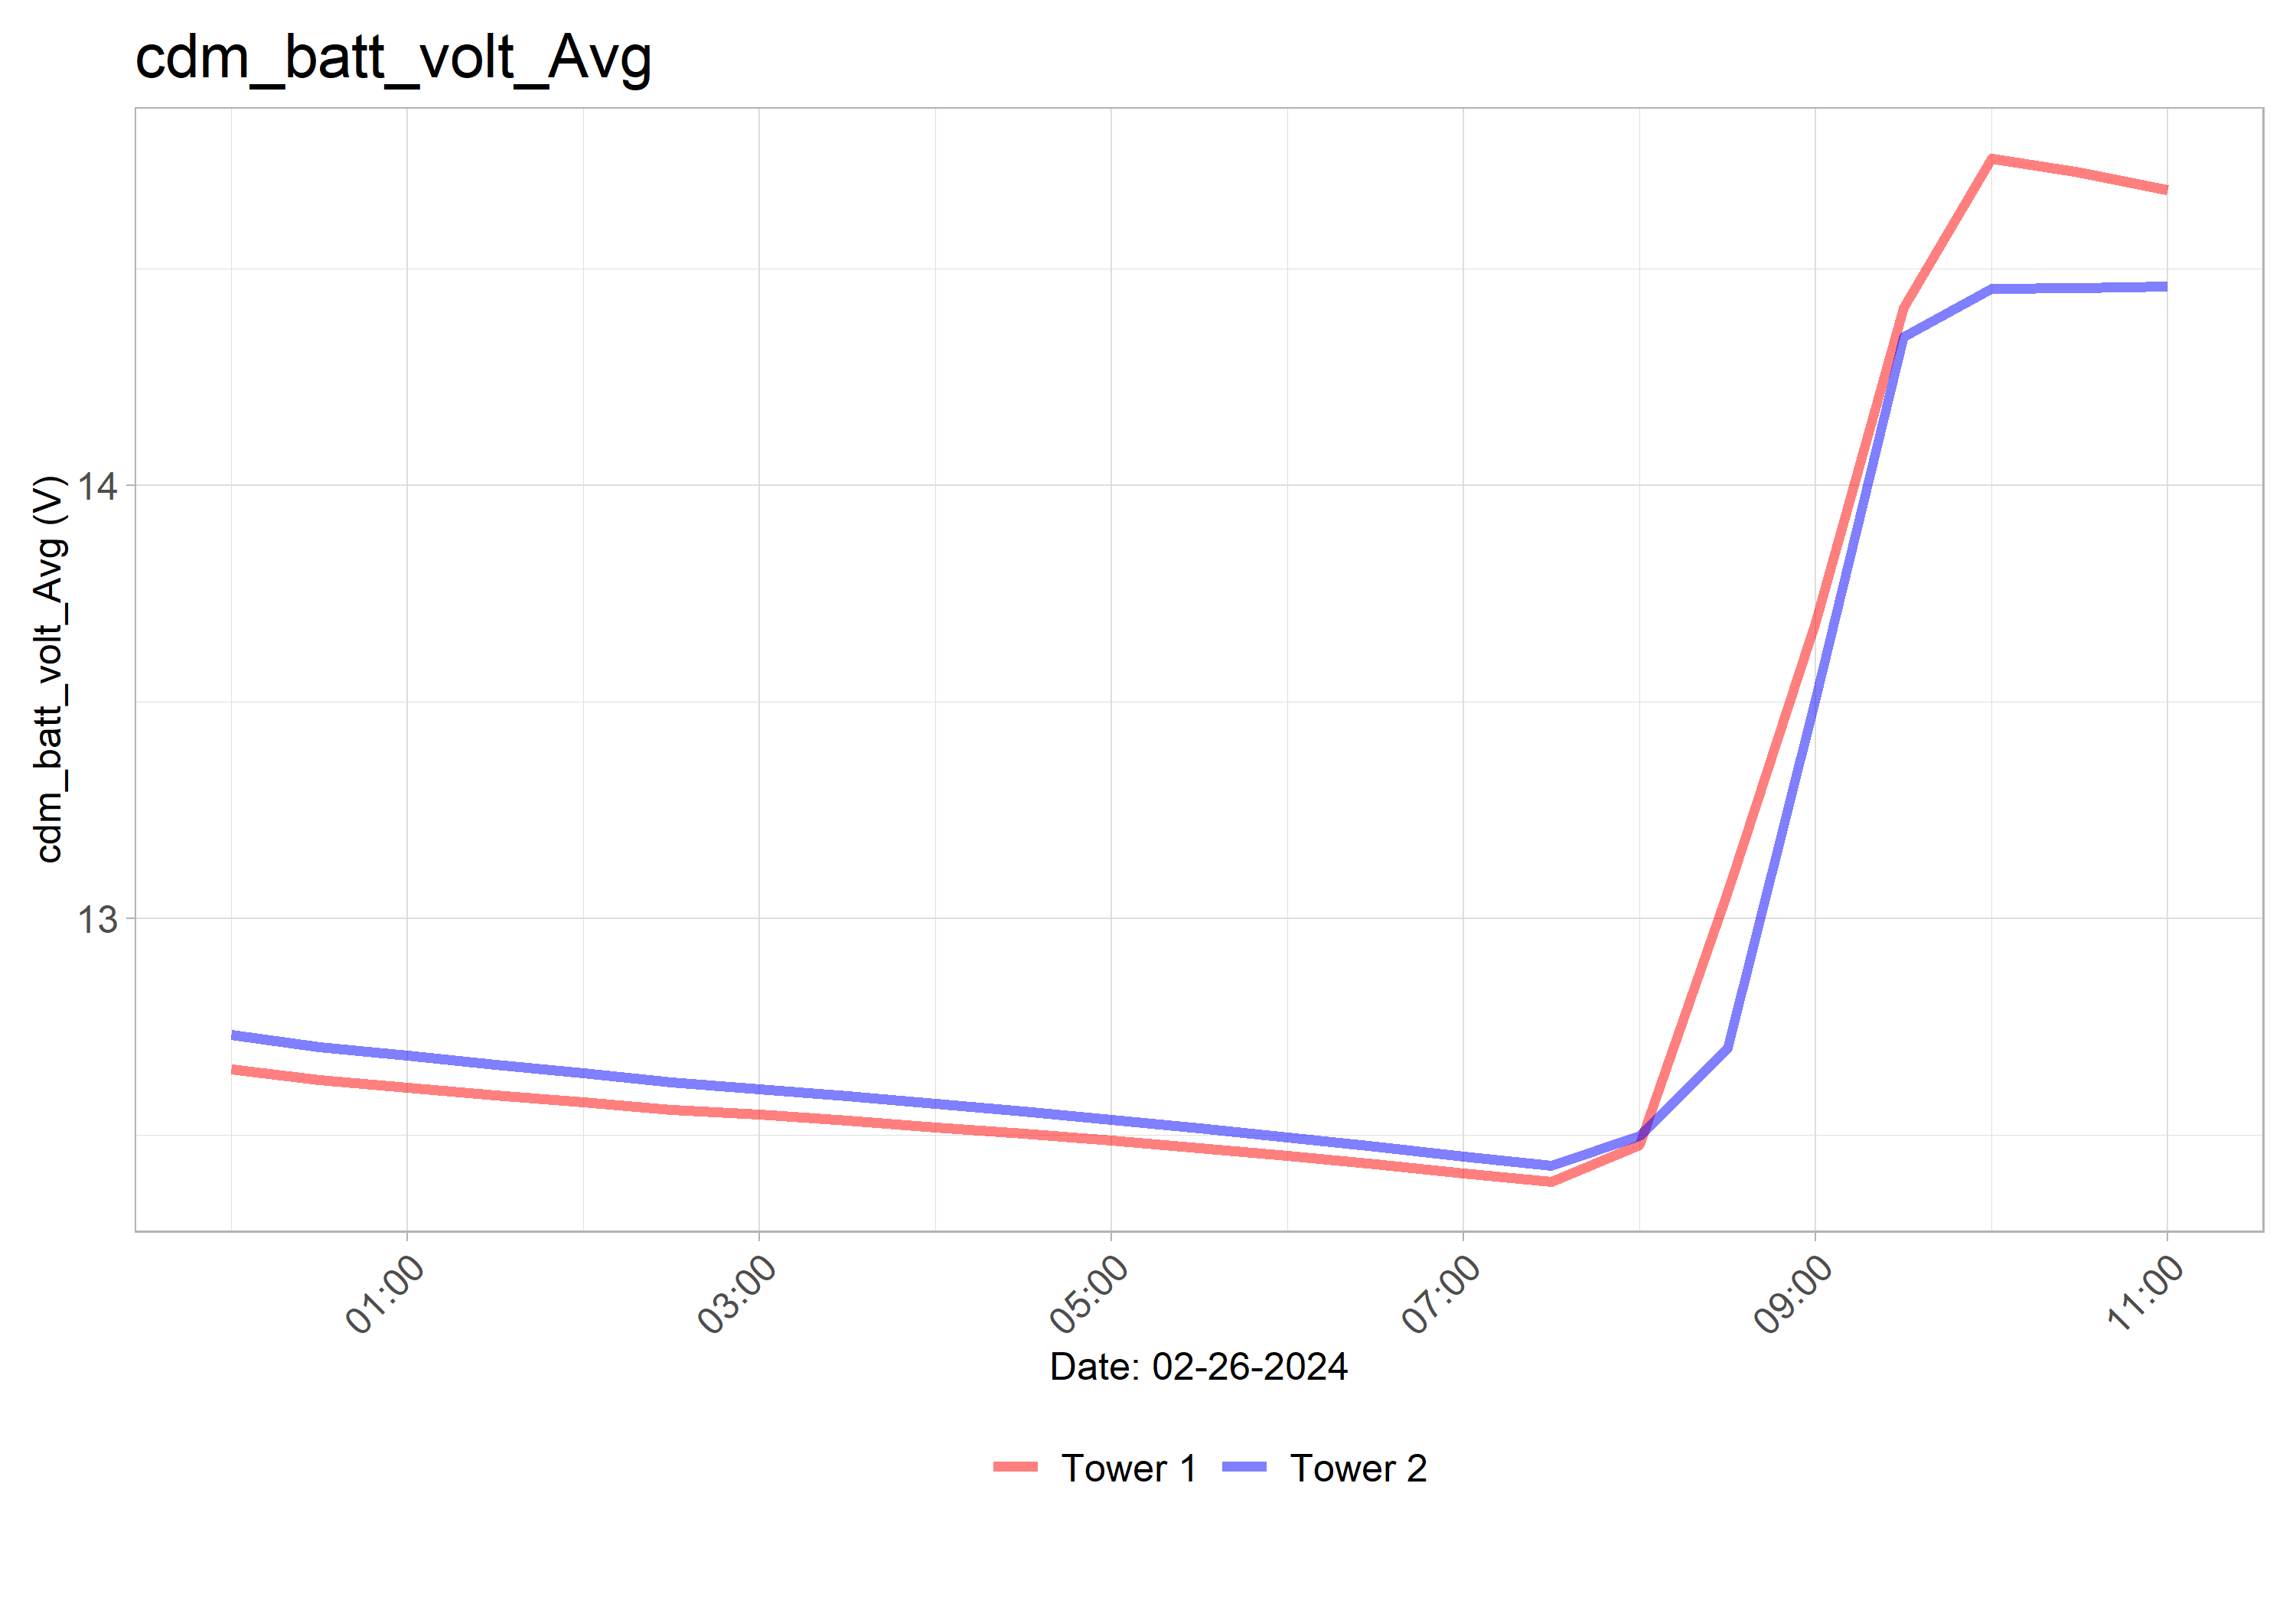 cdm_batt_volt_Avg
cdm_batt_volt_Avg (V)
14
13
01:00
03:00
05:00
07:00
09:00
11:00
Date: 02-26-2024
Tower 1
Tower 2